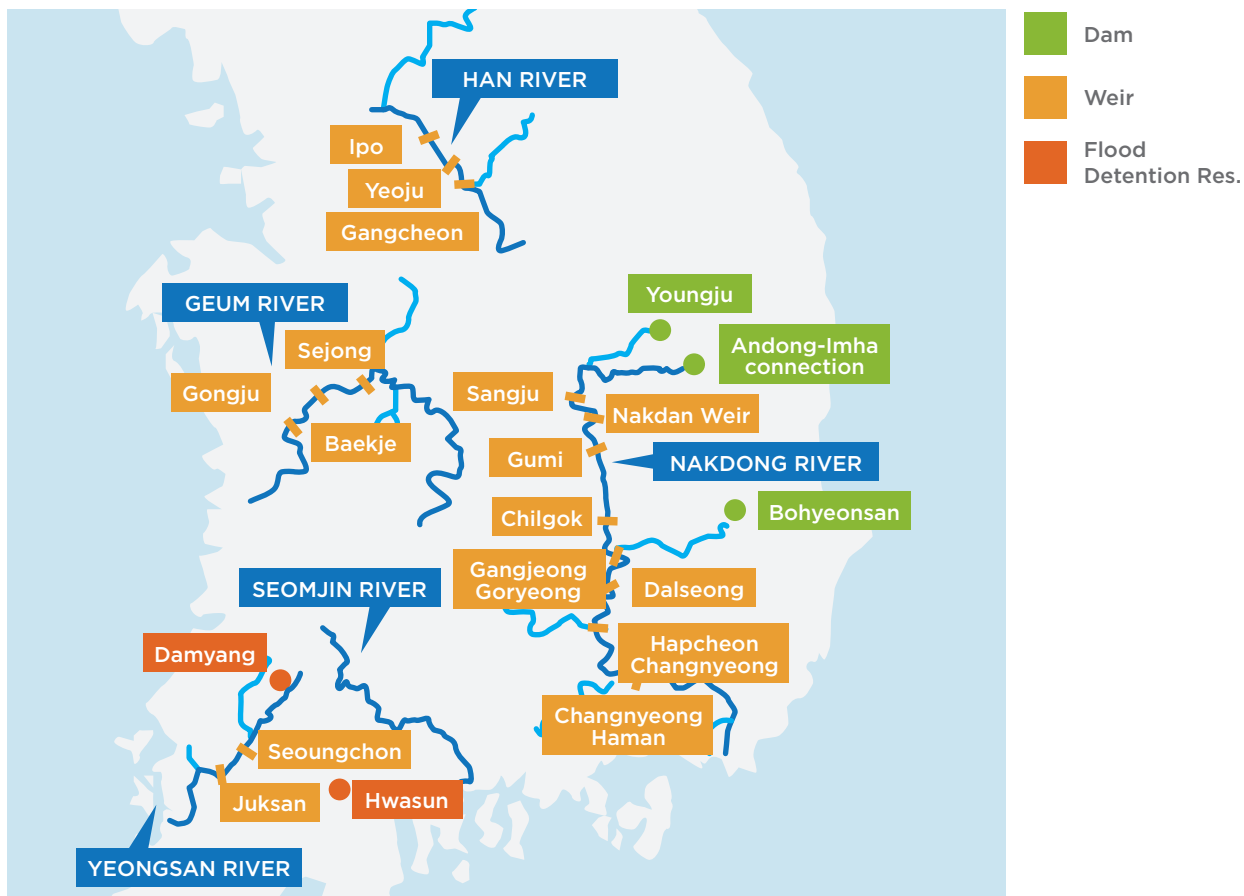 HAN RIVER
Ipo
Yeoju
Gangcheon
GEUM RIVER
Sejong
Gongju
Baekje
Youngju
Andong-Imha
connection
Sangju
Nakdan Weir
Gumi
NAKDONG RIVER
Chilgok
Bohyeonsan
Gangjeong
Goryeong
Dalseong
SEOMJIN RIVER
Hapcheon
Changnyeong
Damyang
Changnyeong
Haman
Seoungchon
Juksan
Hwasun
YEONGSAN RIVER
Dam
Weir
Flood
Detention Res.